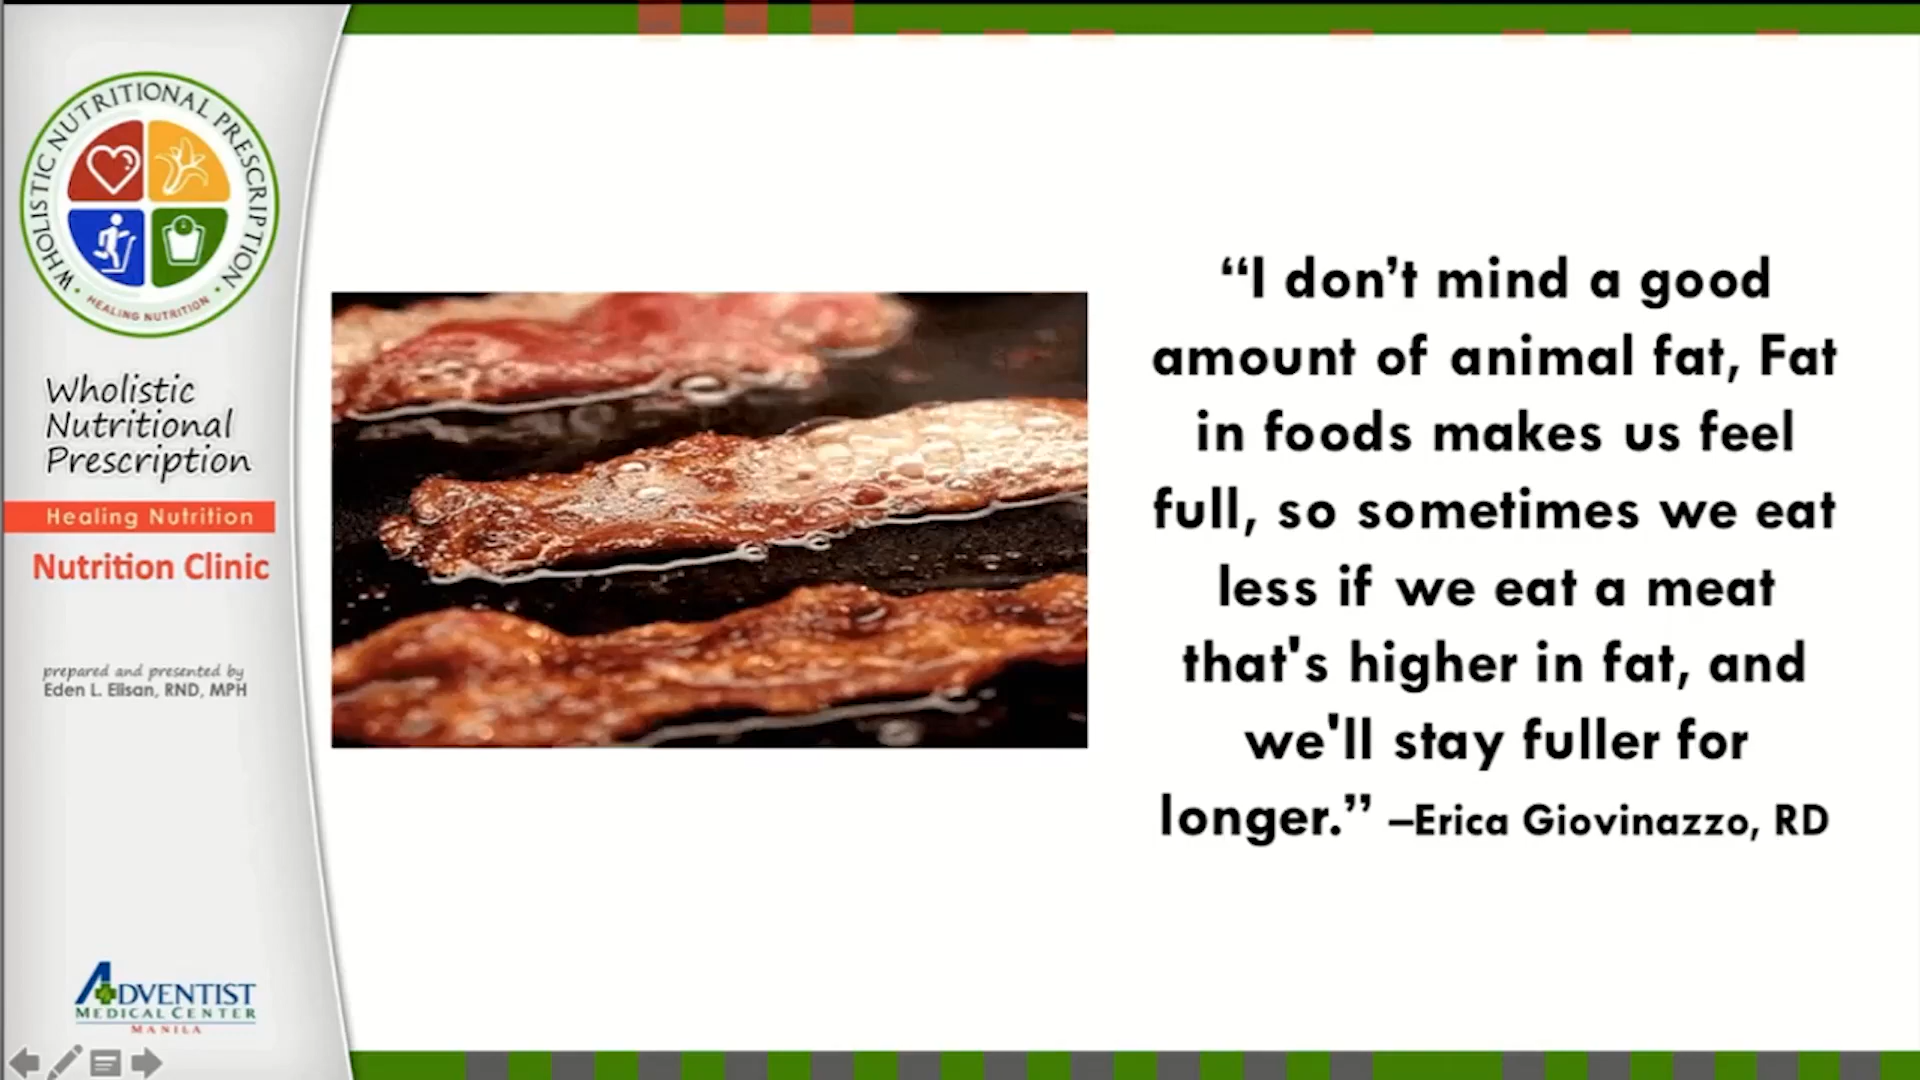 WHOLISTIC NUTRITIONAL PRESCRIPTION
HEALING NUTRITION
Wholistic
Nutritional
Prescription
Healing Nutrition
Nutrition Clinic
prepared and presented by
Eden L. Elisan, RND, MPH
ADVENTIST
MEDICAL CENTER
MANILA
“I don’t mind a good
amount of animal fat, Fat
in foods makes us feel
full, so sometimes we eat
less if we eat a meat
that's higher in fat, and
we'll stay fuller for
longer.” –Erica Giovinazzo, RD